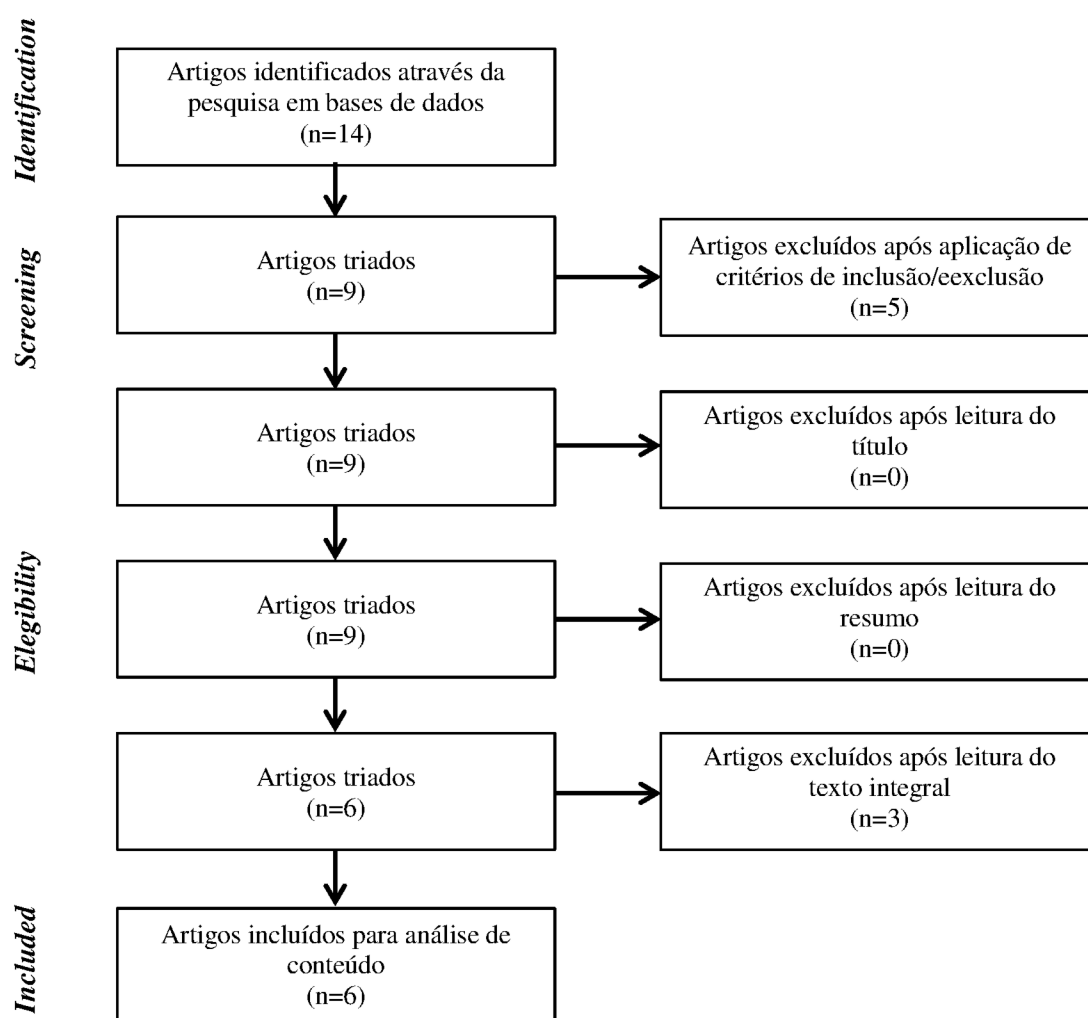 Identification
Artigos identificados através da
pesquisa em bases de dados
(n=14)
Screening
Artigos triados
(n=9)
Artigos excluídos após aplicação de
critérios de inclusão/eexclusão
(n=5)
Artigos triados
(n=9)
Artigos excluídos após leitura do
título
(n=0)
Elegibility
Artigos triados
(n=9)
Artigos excluídos após leitura do
resumo
(n=0)
Artigos triados
(n=6)
Artigos excluídos após leitura do
texto integral
(n=3)
Included
Artigos incluídos para análise de
conteúdo
(n=6)